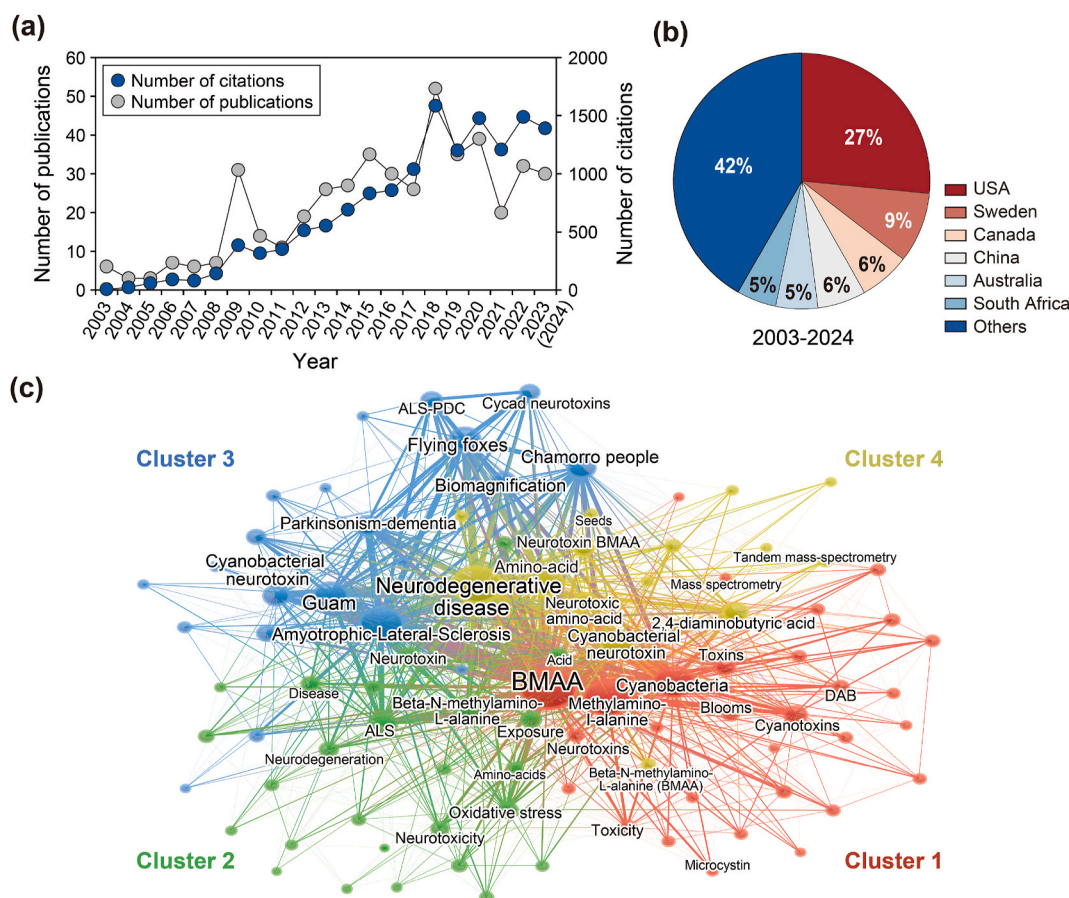 (a)
60
50
40
30
20
10
0
Number of publications
Number of citations
Number of publications
2000
1500
1000
500
0
Number of citations
2003
2004
2005
2006
2007
2008
2009
2010
2011
2012
2013
2014
2015
2016
2017
2018
2019
2020
2021
2022
2023
(2024)
Year
(b)
27%
9%
6%
6%
5%
5%
42%
2003-2024
USA
Sweden
Canada
China
Australia
South Africa
Others
(c)
Cluster 3
Cluster 4
Cluster 2
Cluster 1
ALS-PDC
Cycad neurotoxins
Flying foxes
Chamorro people
Biomagnification
Parkinsonism-dementia
Seeds
Neurotoxin BMAA
Cyanobacterial
neurotoxin
Amino-acid
Tandem mass-spectrometry
Mass spectrometry
Neurodegenerative
disease
Guam
Neurotoxic
amino-acid
2,4-diaminobutyric acid
Amyotrophic-Lateral-Sclerosis
Cyanobacterial
neurotoxin
Neurotoxin
Acid
Toxins
BMAA
Cyanobacteria
Disease
DAB
Beta-N-methylamino-
L-alanine
Methylamino-
l-alanine
Blooms
ALS
Exposure
Cyanotoxins
Neurotoxins
Neurodegeneration
Amino-acids
Beta-N-methylamino-
L-alanine (BMAA)
Oxidative stress
Neurotoxicity
Toxicity
Microcystin